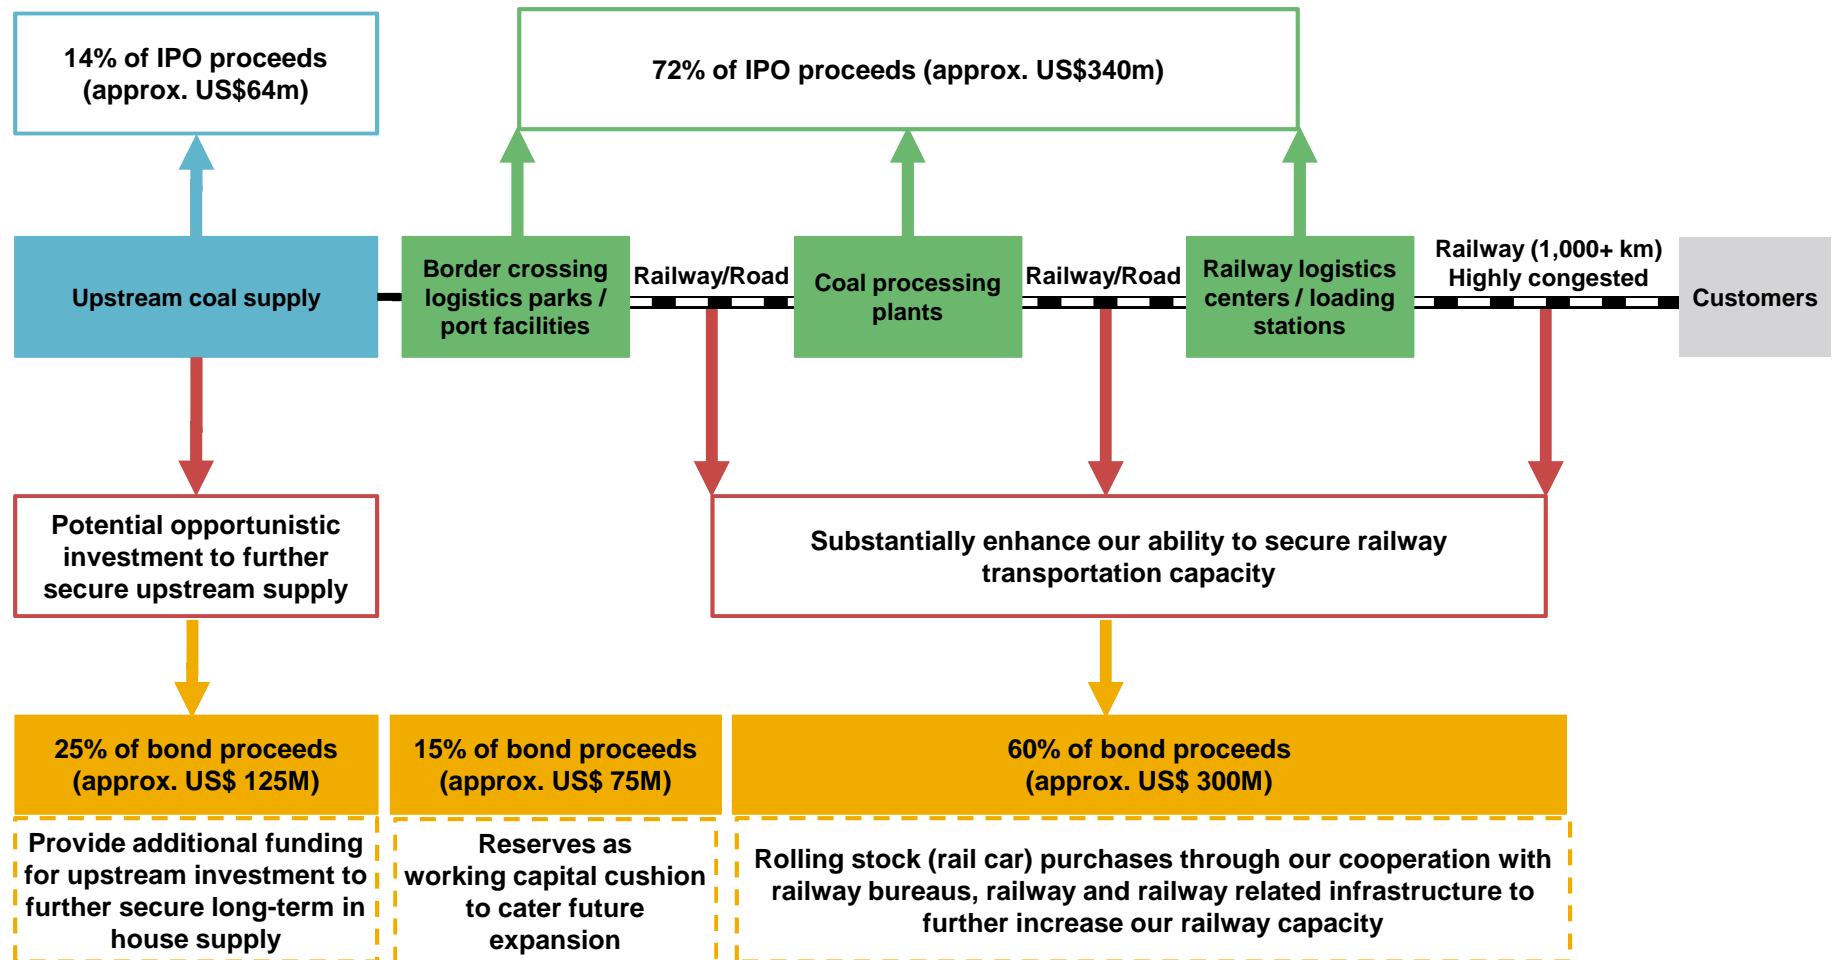 14% of IPO proceeds
(approx. US$64m)
72% of IPO proceeds (approx. US$340m)
Upstream coal supply
Border crossing
logistics parks /
port facilities
Railway/Road
Coal processing
plants
Railway/Road
Railway logistics
centers / loading
stations
Railway (1,000+ km)
Highly congested
Customers
Potential opportunistic
investment to further
secure upstream supply
Substantially enhance our ability to secure railway
transportation capacity
25% of bond proceeds
(approx. US$ 125M)
15% of bond proceeds
(approx. US$ 75M)
60% of bond proceeds
(approx. US$ 300M)
Provide additional funding
for upstream investment to
further secure long-term in
house supply
Reserves as
working capital cushion
to cater future
expansion
Rolling stock (rail car) purchases through our cooperation with
railway bureaus, railway and railway related infrastructure to
further increase our railway capacity